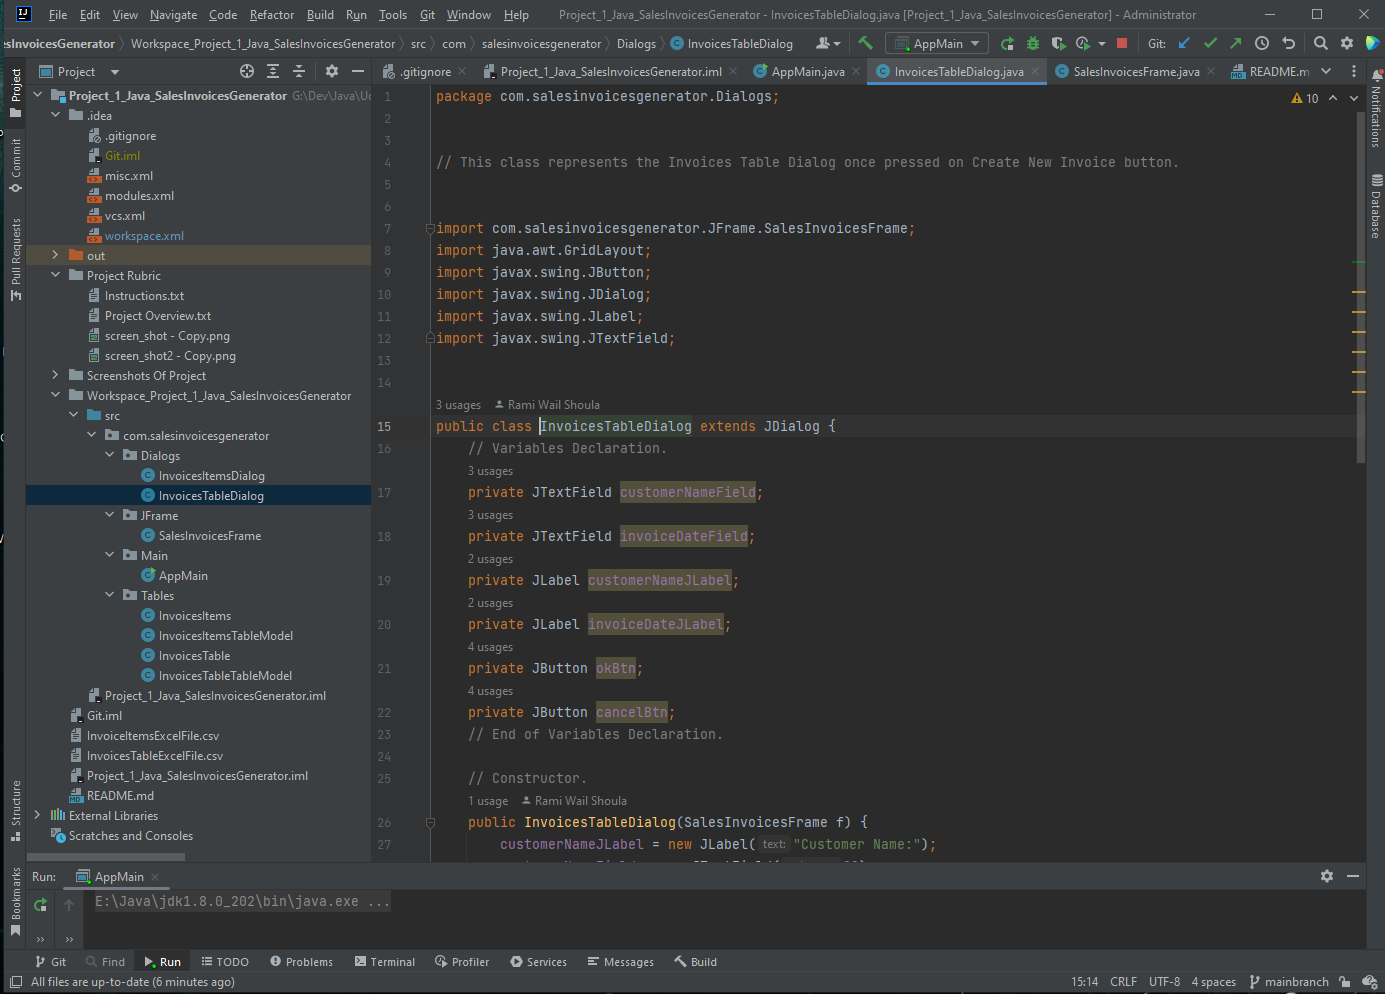 File Edit View Navigate Code Refactor Build Run Tools Git Window Help Project_1_Java_SalesInvoicesGenerator - InvoicesTableDialog.java [Project_1_Java_SalesInvoicesGenerator] - Administrator
esInvoicesGenerator Workspace_Project_1_Java_SalesInvoicesGenerator src com salesinvoicesgenerator Dialogs InvoicesTableDialog AppMain Git:
Project .gitignore Project_1_Java_SalesInvoicesGenerator.iml AppMain.java InvoicesTableDialog.java SalesInvoicesFrame.java README.m
Project
Commit
Pull Requests
Structure
Bookmarks
Project_1_Java_SalesInvoicesGenerator G:\Dev\Java\Uc
.idea
.gitignore
Git.iml
misc.xml
modules.xml
vcs.xml
workspace.xml
out
Project Rubric
Instructions.txt
Project Overview.txt
screen_shot - Copy.png
screen_shot2 - Copy.png
Screenshots Of Project
Workspace_Project_1_Java_SalesInvoicesGenerator
src
com.salesinvoicesgenerator
Dialogs
InvoicesItemsDialog
InvoicesTableDialog
JFrame
SalesInvoicesFrame
Main
AppMain
Tables
InvoicesItems
InvoicesItemsTableModel
InvoicesTable
InvoicesTableTableModel
Project_1_Java_SalesInvoicesGenerator.iml
Git.iml
InvoiceItemsExcelFile.csv
InvoicesTableExcelFile.csv
Project_1_Java_SalesInvoicesGenerator.iml
README.md
External Libraries
Scratches and Consoles
1 package com.salesinvoicesgenerator.Dialogs; 10
2
3
4 // This class represents the Invoices Table Dialog once pressed on Create New Invoice button.
5
6
7 import com.salesinvoicesgenerator.JFrame.SalesInvoicesFrame;
8 import java.awt.GridLayout;
9 import javax.swing.JButton;
10 import javax.swing.JDialog;
11 import javax.swing.JLabel;
12 import javax.swing.JTextField;
13
14
3 usages Rami Wail Shoula
15 public class InvoicesTableDialog extends JDialog {
16 // Variables Declaration.
3 usages
17 private JTextField customerNameField;
3 usages
18 private JTextField invoiceDateField;
2 usages
19 private JLabel customerNameJLabel;
2 usages
20 private JLabel invoiceDateJLabel;
4 usages
21 private JButton okBtn;
4 usages
22 private JButton cancelBtn;
23 // End of Variables Declaration.
24
25 // Constructor.
1 usage Rami Wail Shoula
26 public InvoicesTableDialog(SalesInvoicesFrame f) {
27 customerNameJLabel = new JLabel( text: "Customer Name:");
Notifications
Database
Run: AppMain
E:\Java\jdk1.8.0_202\bin\java.exe ...
Git Find Run TODO Problems Terminal Profiler Services Messages Build
All files are up-to-date (6 minutes ago) 15:14 CRLF UTF-8 4 spaces mainbranch